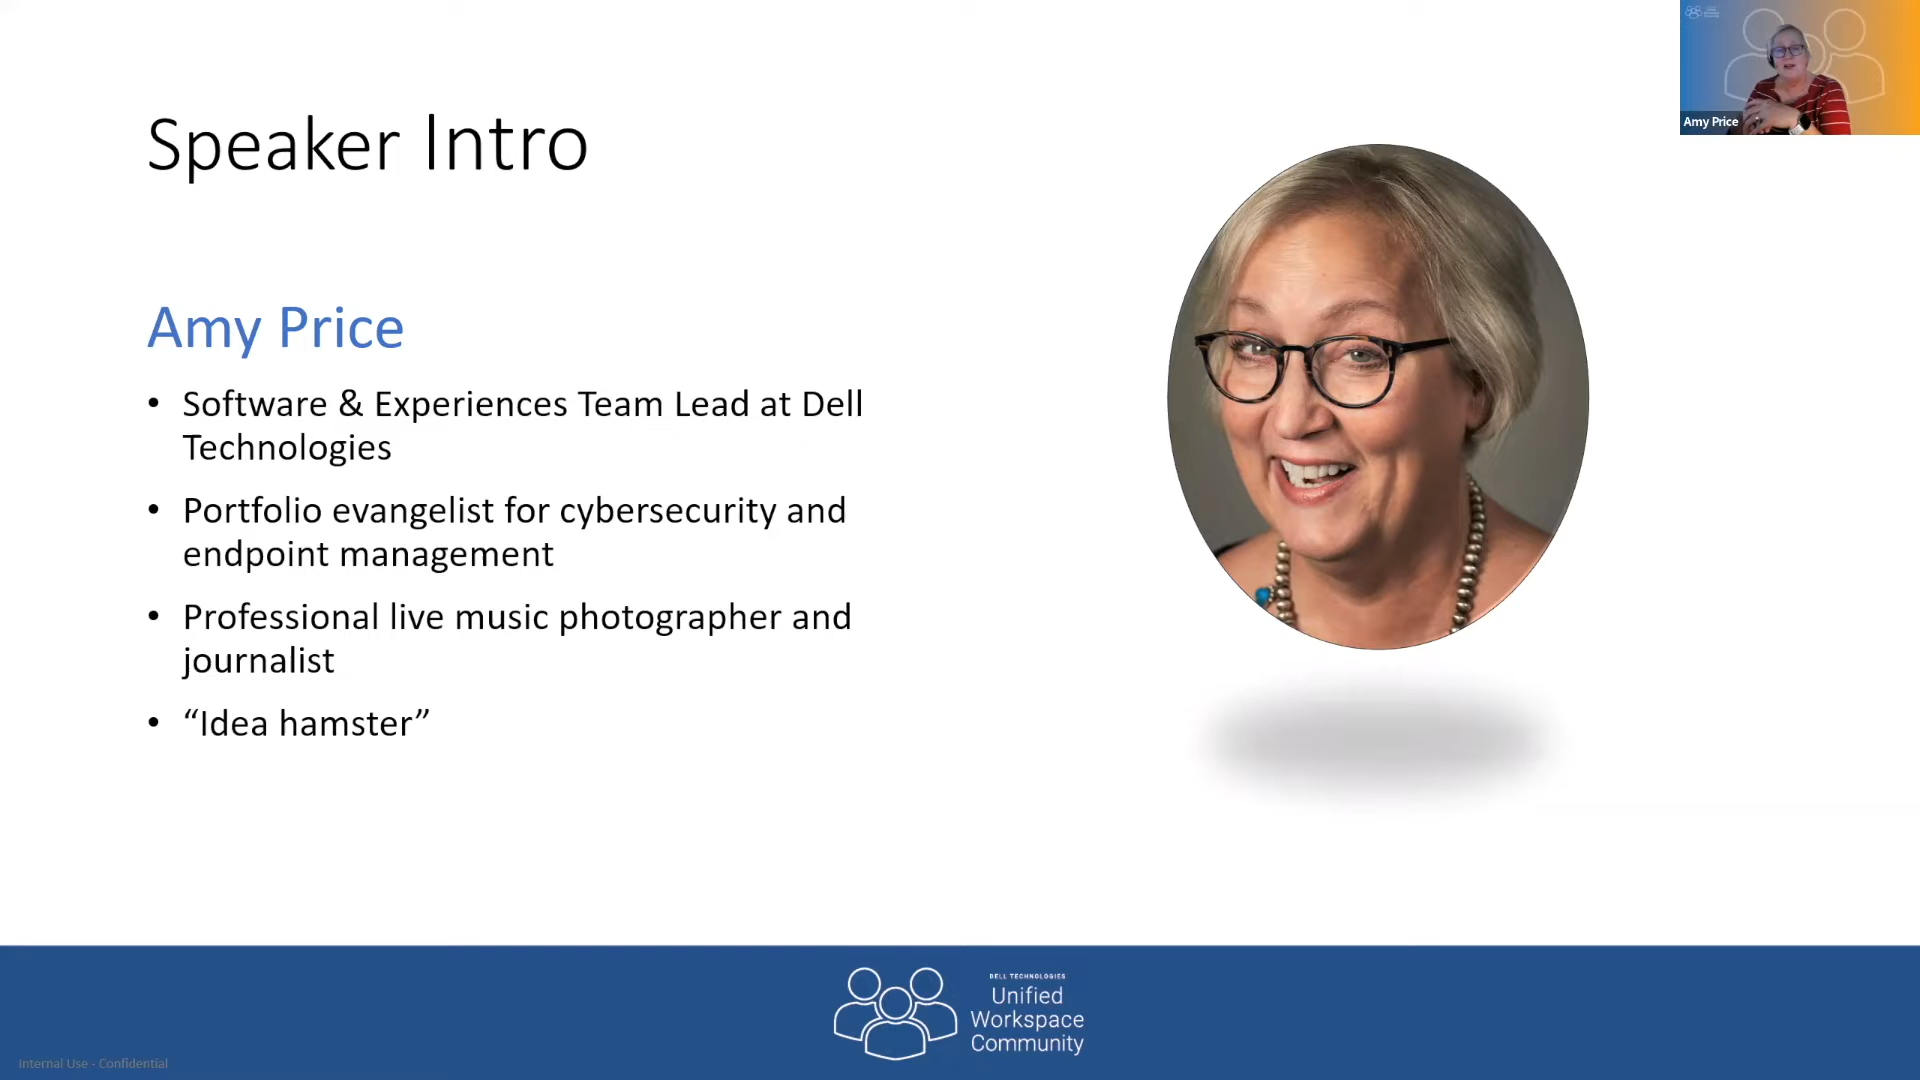 Speaker Intro
Amy Price
• Software & Experiences Team Lead at Dell
Technologies
• Portfolio evangelist for cybersecurity and
endpoint management
• Professional live music photographer and
journalist
• “Idea hamster”
Amy Price
DELL TECHNOLOGIES
Unified
Workspace
Community
Internal Use - Confidential